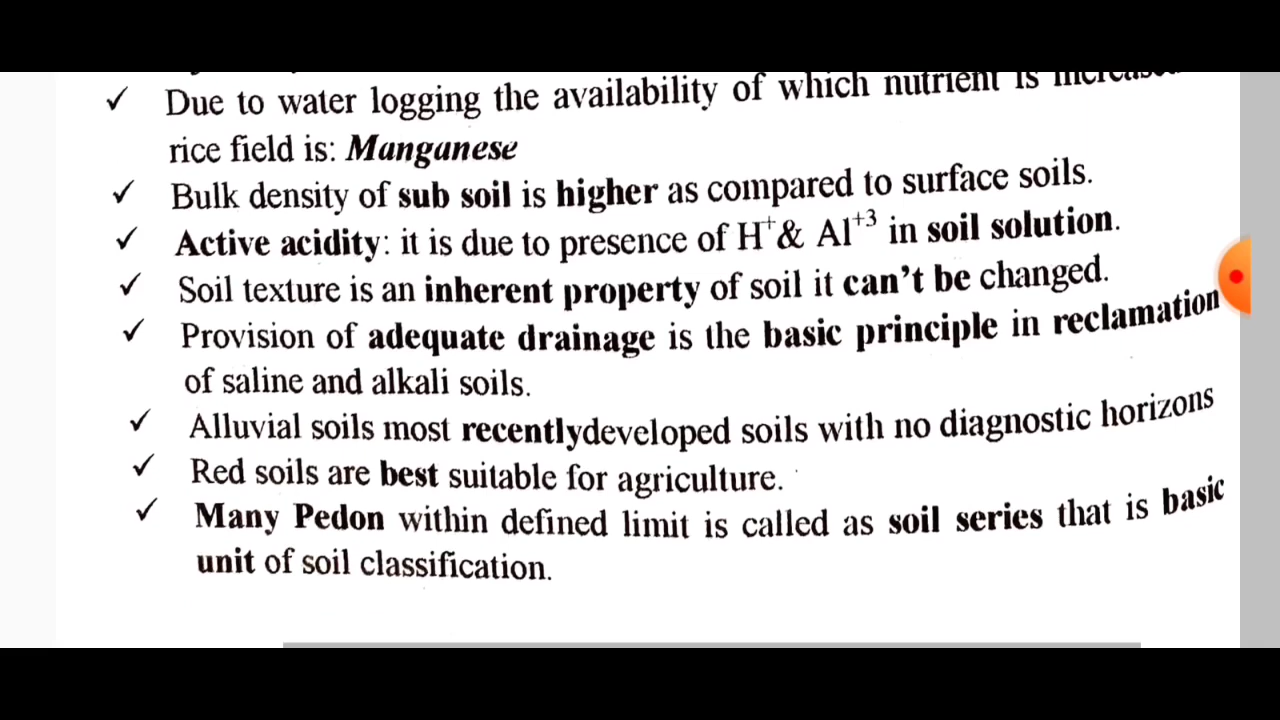 ✓ Due to water logging the availability of which nutrient is increased
rice field is: Manganese
✓ Bulk density of sub soil is higher as compared to surface soils.
✓ Active acidity: it is due to presence of H⁺& Al⁺³ in soil solution.
✓ Soil texture is an inherent property of soil it can't be changed.
✓ Provision of adequate drainage is the basic principle in reclamation
of saline and alkali soils.
✓ Alluvial soils most recentlydeveloped soils with no diagnostic horizons
✓ Red soils are best suitable for agriculture.
✓ Many Pedon within defined limit is called as soil series that is basic
unit of soil classification.